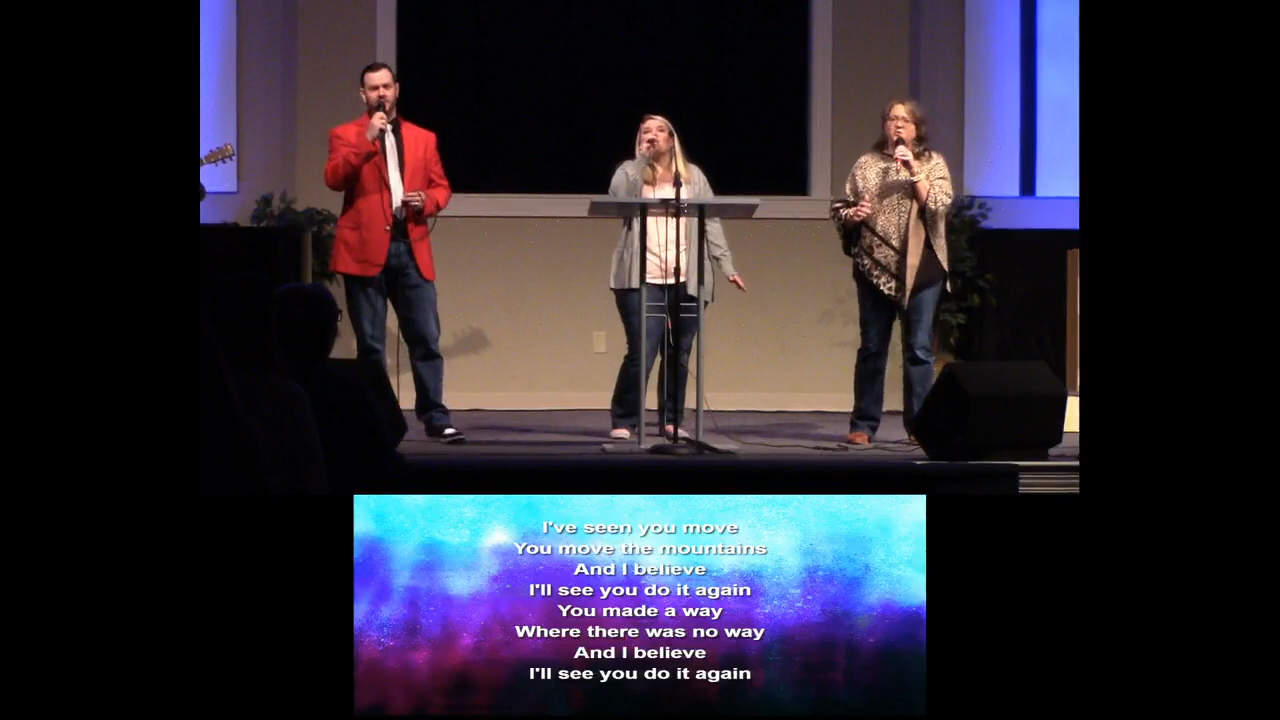 I've seen you move
You move the mountains
And I believe
I'll see you do it again
You made a way
Where there was no way
And I believe
I'll see you do it again